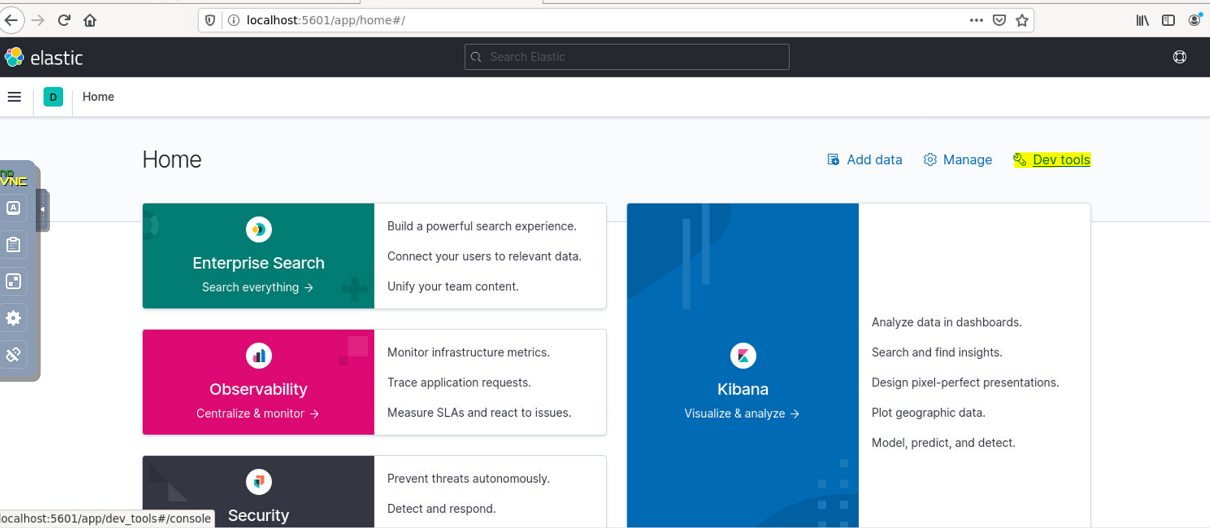 localhost:5601/app/home#/
elastic
Search Elastic
D
Home
Home
Add data
Manage
Dev tools
no
VNC
A
Enterprise Search
Search everything →
Build a powerful search experience.
Connect your users to relevant data.
Unify your team content.
Observability
Centralize & monitor →
Monitor infrastructure metrics.
Trace application requests.
Measure SLAs and react to issues.
Security
Prevent threats autonomously.
Detect and respond.
Kibana
Visualize & analyze →
Analyze data in dashboards.
Search and find insights.
Design pixel-perfect presentations.
Plot geographic data.
Model, predict, and detect.
localhost:5601/app/dev_tools#/console